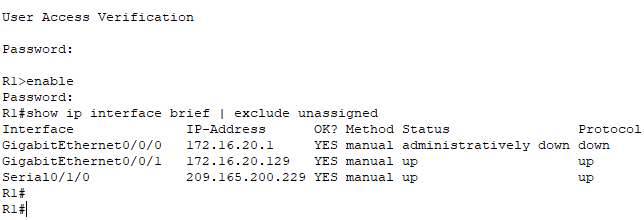 User Access Verification
Password:
R1>enable
Password:
R1#show ip interface brief | exclude unassigned
Interface IP-Address OK? Method Status Protocol
GigabitEthernet0/0/0 172.16.20.1 YES manual administratively down down
GigabitEthernet0/0/1 172.16.20.129 YES manual up up
Serial0/1/0 209.165.200.229 YES manual up up
R1#
R1#